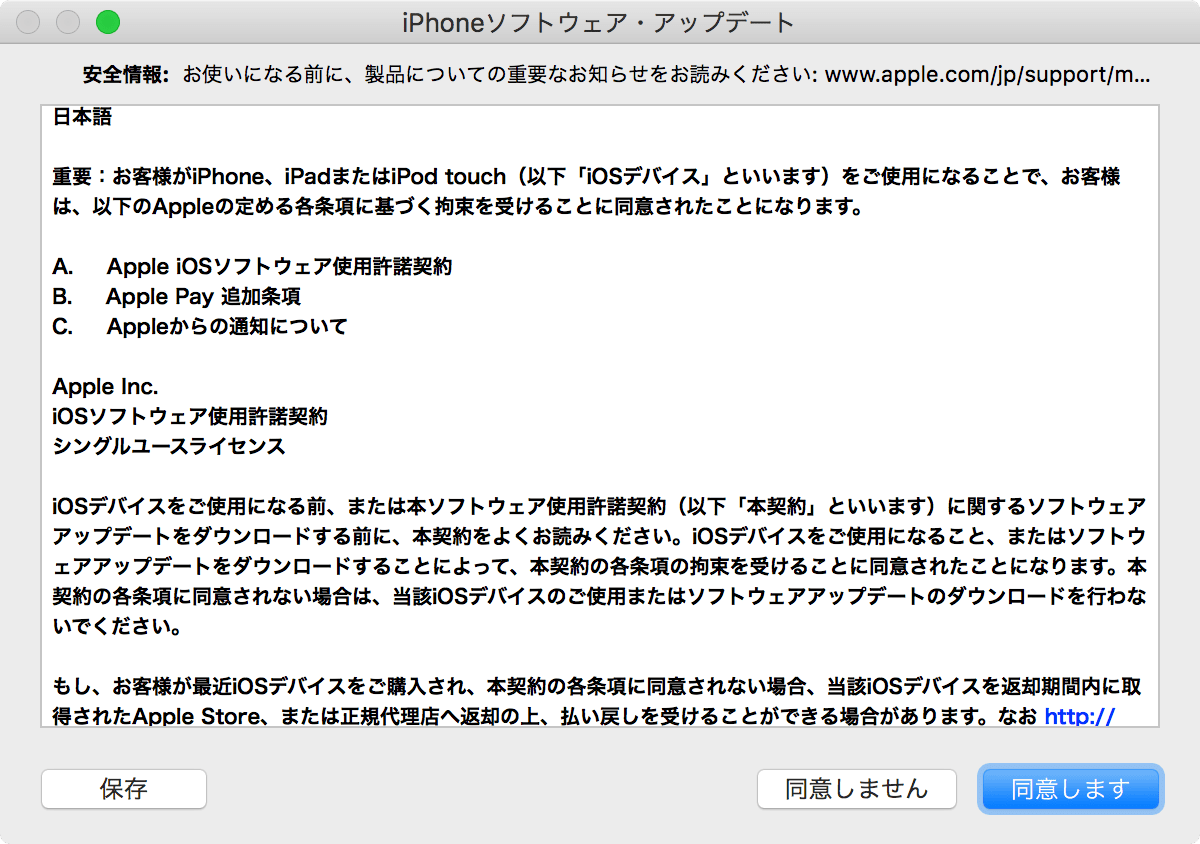 iPhoneソフトウェア・アップデート
安全情報: お使いになる前に、製品についての重要なお知らせをお読みください: www.apple.com/jp/support/m...
日本語
重要：お客様がiPhone、iPadまたはiPod touch（以下「iOSデバイス」といいます）をご使用になることで、お客様
は、以下のAppleの定める各条項に基づく拘束を受けることに同意されたことになります。
A. Apple iOSソフトウェア使用許諾契約
B. Apple Pay 追加条項
C. Appleからの通知について
Apple Inc.
iOSソフトウェア使用許諾契約
シングルユースライセンス
iOSデバイスをご使用になる前、または本ソフトウェア使用許諾契約（以下「本契約」といいます）に関するソフトウェア
アップデートをダウンロードする前に、本契約をよくお読みください。iOSデバイスをご使用になること、またはソフトウ
ェアアップデートをダウンロードすることによって、本契約の各条項の拘束を受けることに同意されたことになります。本
契約の各条項に同意されない場合は、当該iOSデバイスのご使用またはソフトウェアアップデートのダウンロードを行わな
いでください。
もし、お客様が最近iOSデバイスをご購入され、本契約の各条項に同意されない場合、当該iOSデバイスを返却期間内に取
得されたApple Store、または正規代理店へ返却の上、払い戻しを受けることができる場合があります。なお http://
保存
同意しません
同意します